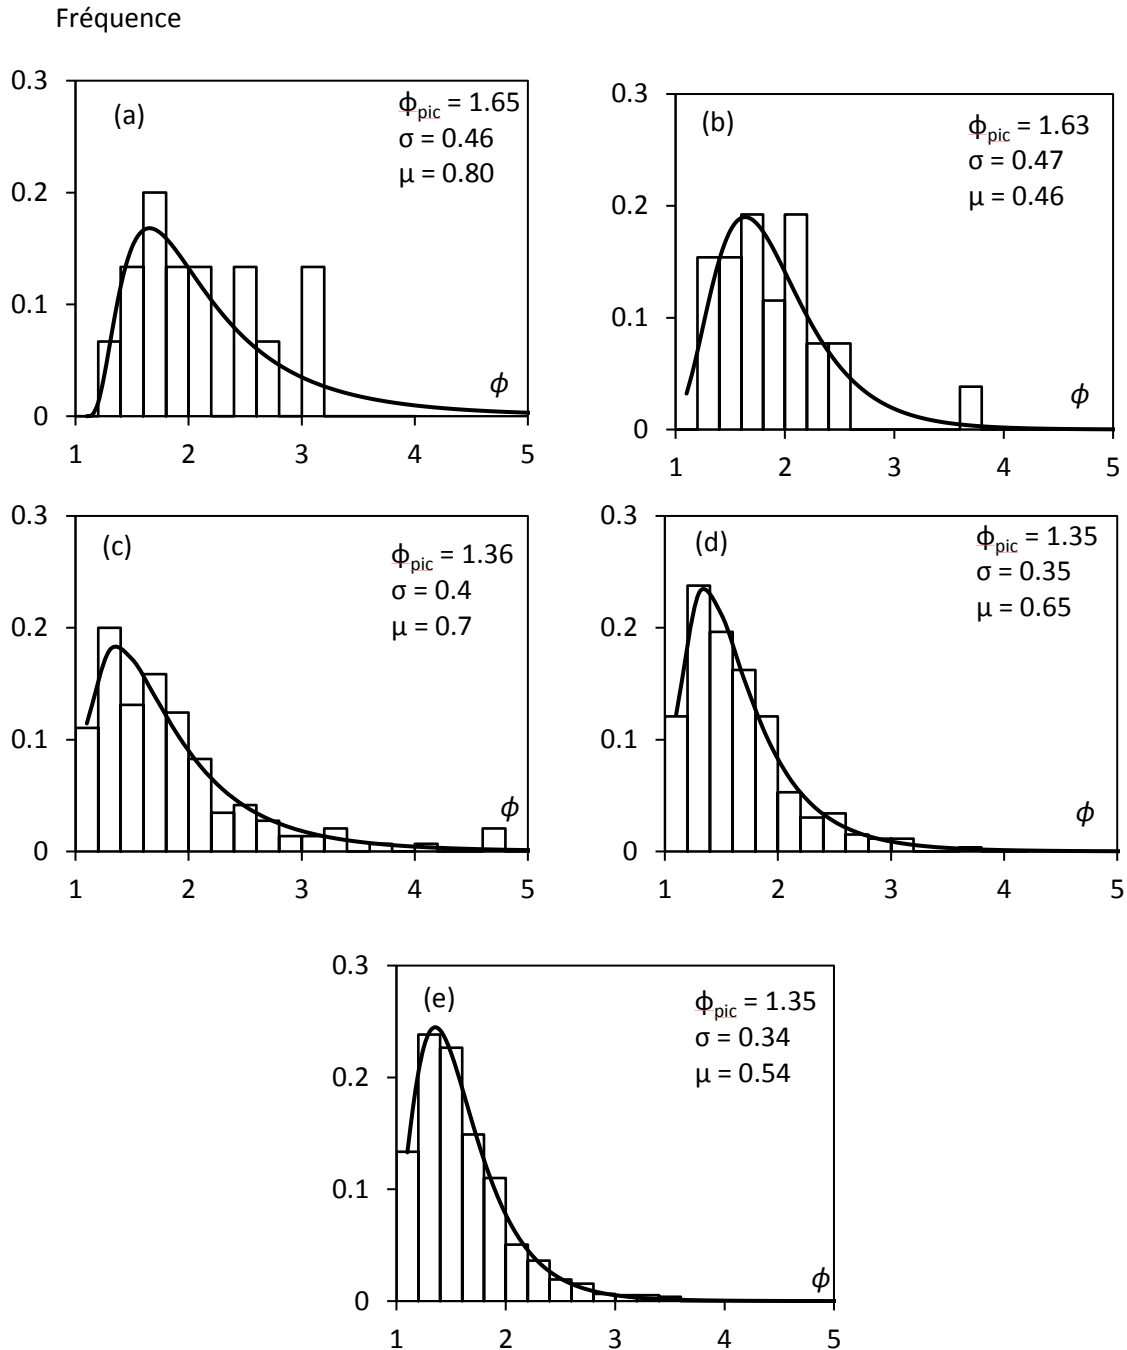 Fréquence
0.3
0.2
0.1
0
(a)
ϕpic = 1.65
σ = 0.46
μ = 0.80
ϕ
1 2 3 4 5
0.3
0.2
0.1
0
(b)
ϕpic = 1.63
σ = 0.47
μ = 0.46
ϕ
1 2 3 4 5
0.3
0.2
0.1
0
(c)
ϕpic = 1.36
σ = 0.4
μ = 0.7
ϕ
1 2 3 4 5
0.3
0.2
0.1
0
(d)
ϕpic = 1.35
σ = 0.35
μ = 0.65
ϕ
1 2 3 4 5
0.3
0.2
0.1
0
(e)
ϕpic = 1.35
σ = 0.34
μ = 0.54
ϕ
1 2 3 4 5